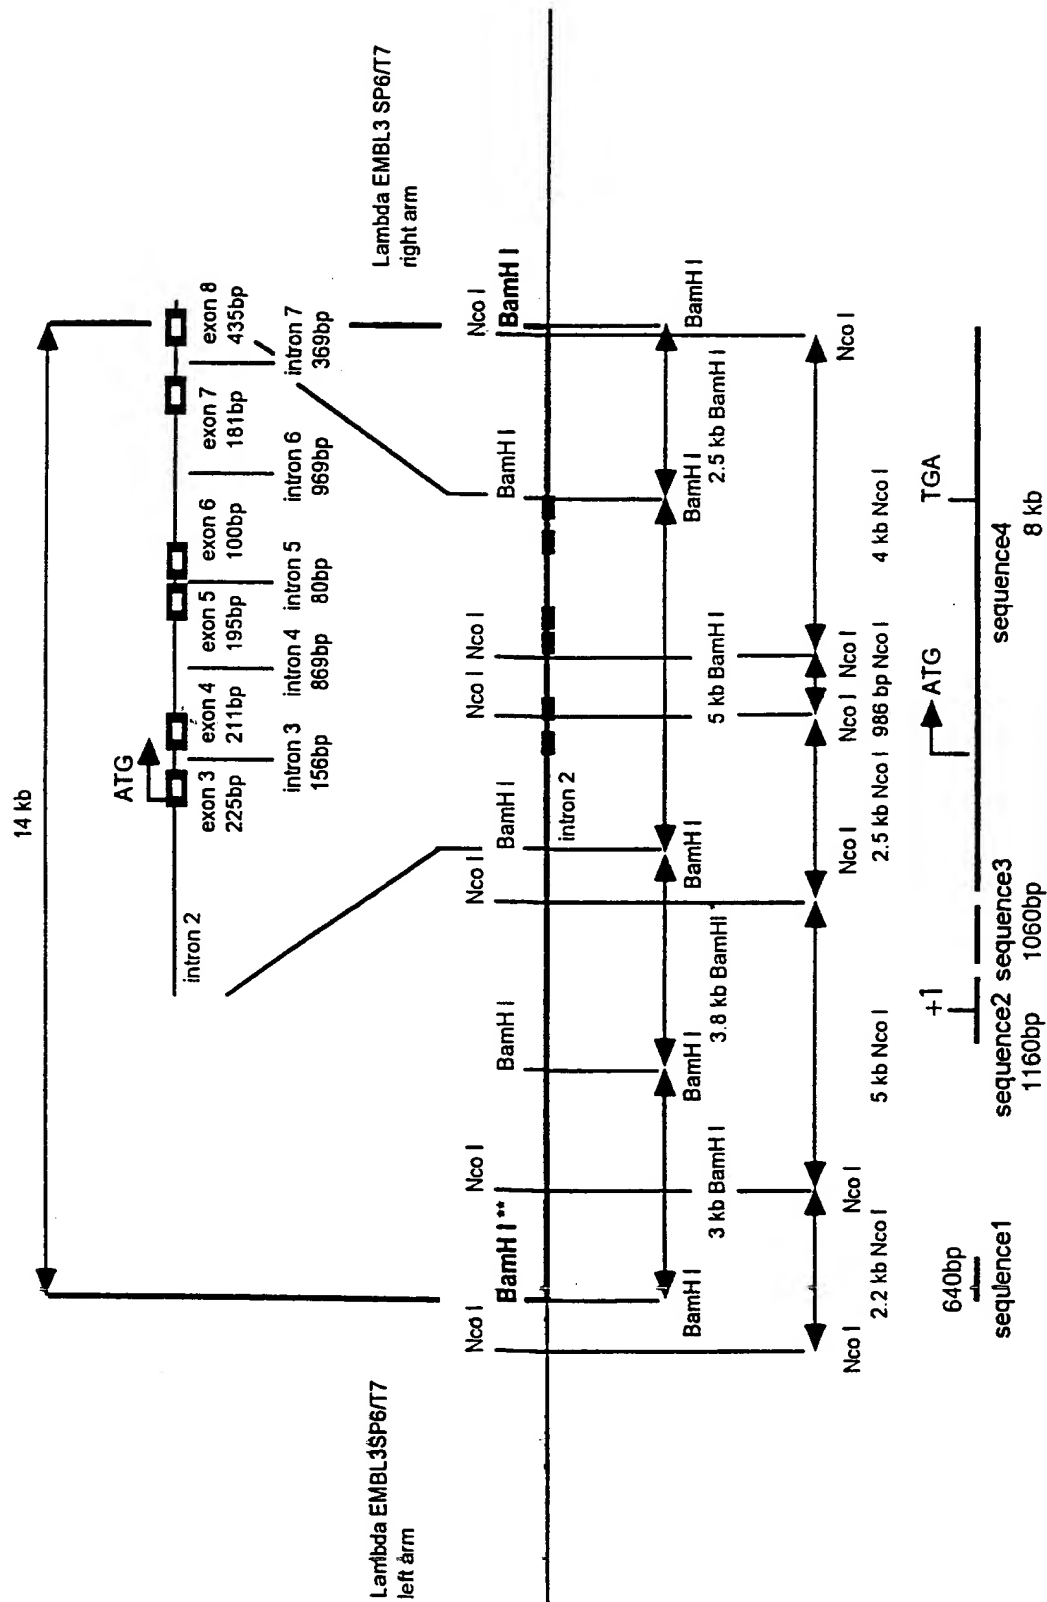 14 kb
ATG
intron 2
exon 3
225bp
exon 4
211bp
exon 5
195bp
exon 6
100bp
exon 7
181bp
exon 8
435bp
intron 3
156bp
intron 4
869bp
intron 5
80bp
intron 6
969bp
intron 7
369bp
Lambda EMBL3SP6/T7
left arm
Lambda EMBL3 SP6/T7
right arm
Nco I
BamH I **
Nco I
BamH I
Nco I
BamH I
Nco I
Nco I
BamH I
Nco I
BamH I
intron 2
BamH I
3 kb BamH I
BamH I
3.8 kb BamHI
BamH I
5 kb BamH I
BamH I
2.5 kb BamH I
BamH I
Nco I
2.2 kb Nco I
Nco I
5 kb Nco I
Nco I
2.5 kb Nco I
Nco I
986 bp Nco I
Nco I
4 kb Nco I
Nco I
640bp
sequence1
+1
sequence2
1160bp
sequence3
1060bp
ATG
TGA
sequence4
8 kb